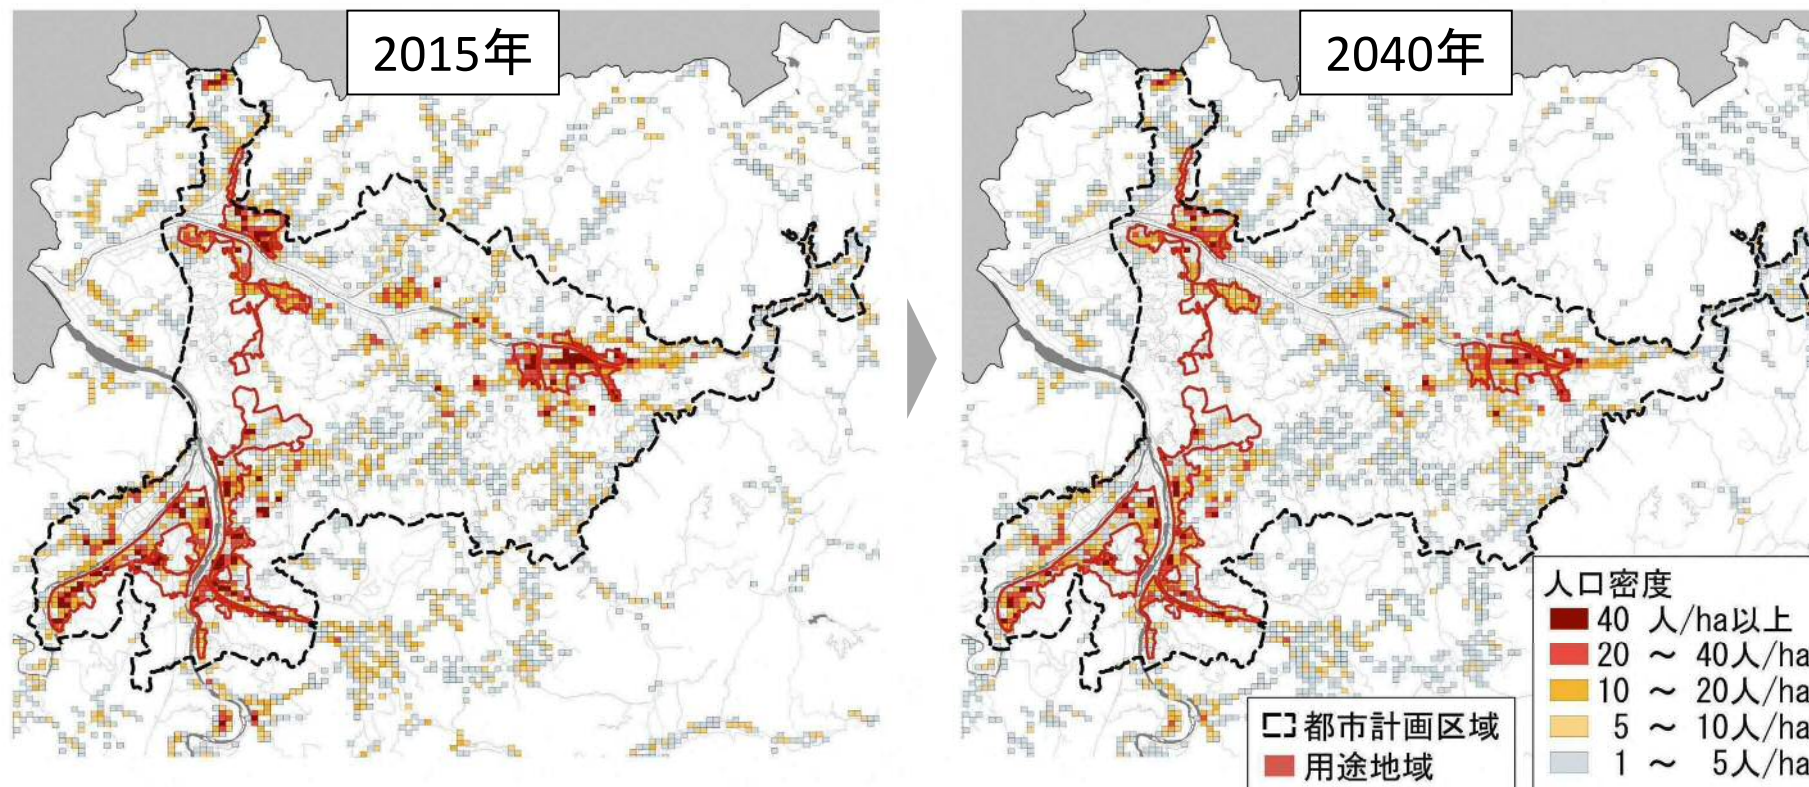 2015年
2040年
人口密度
40 人/ha以上
20 ～ 40人/ha
10 ～ 20人/ha
5 ～ 10人/ha
1 ～ 5人/ha
都市計画区域
用途地域